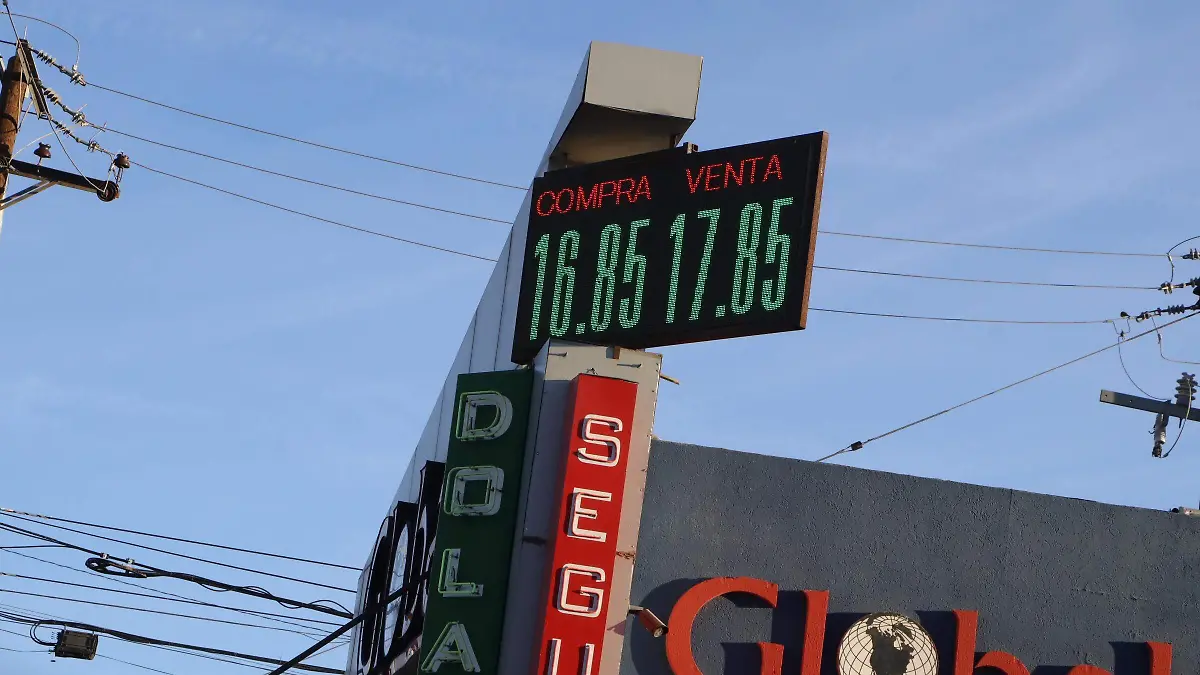 COMPRA VENTA
16.85 17.85
DOLA
SEGU
Global